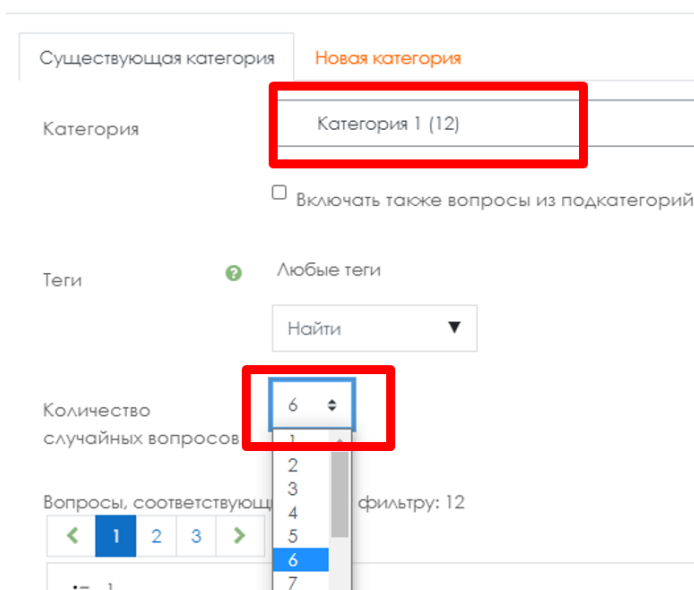 Существующая категория Новая категория
Категория Категория 1 (12)
Включать также вопросы из подкатегорий
Теги Любые теги
Найти
Количество 6
случайных вопросов
1
2
3
Вопросы, соответствующ фильтру: 12
4
1 2 3 5
6
7
1